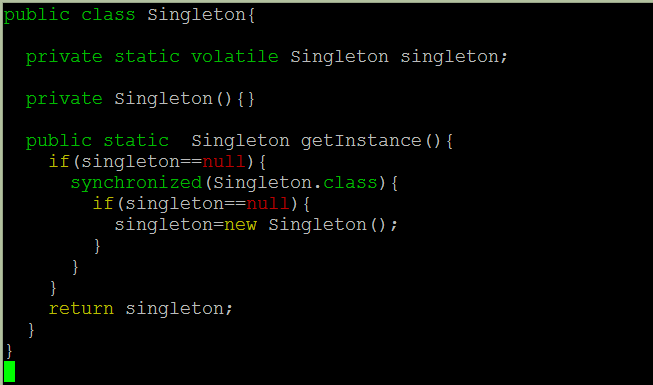 public class Singleton{
  private static volatile Singleton singleton;
  private Singleton(){}
  public static  Singleton getInstance(){
    if(singleton==null){
      synchronized(Singleton.class){
        if(singleton==null){
          singleton=new Singleton();
        }
      }
    }
    return singleton;
  }
}